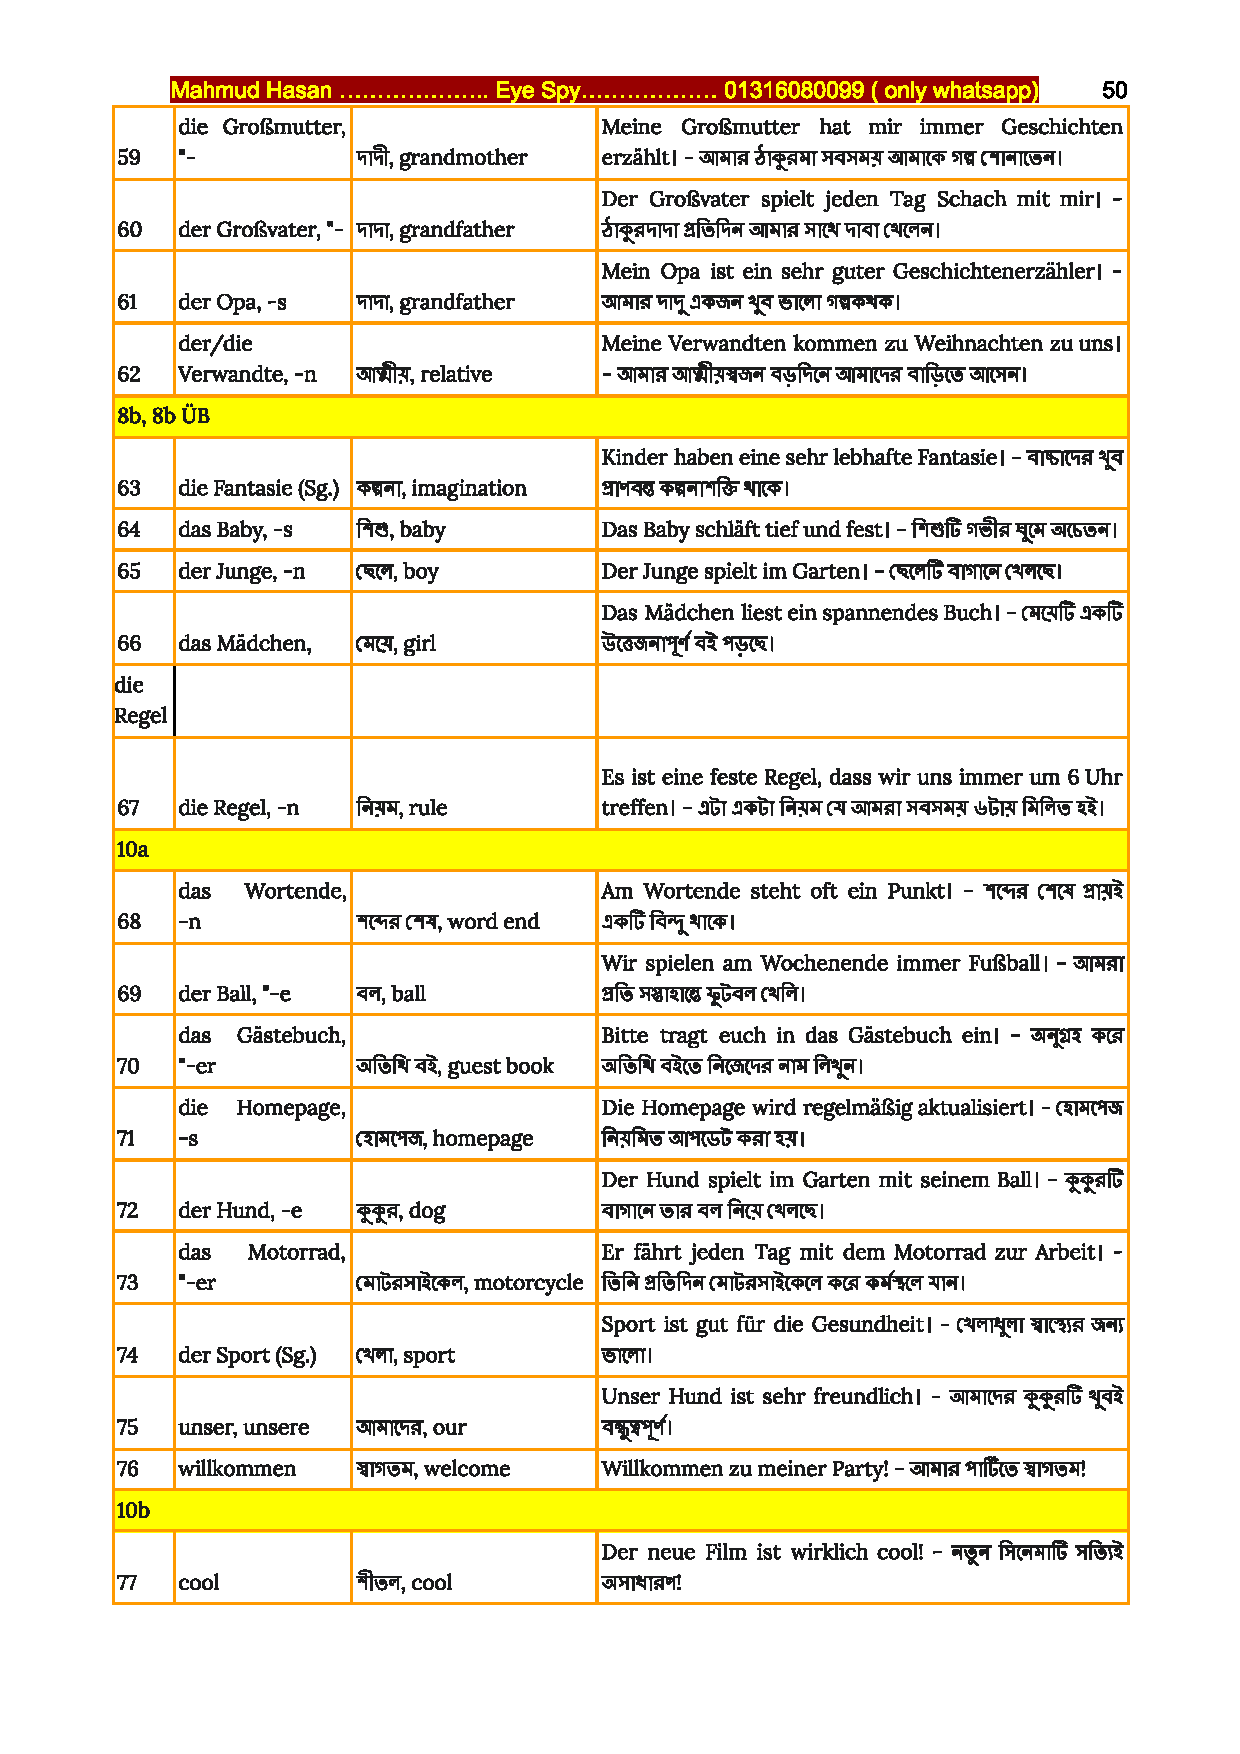 Mahmud Hasan ……………….. Eye Spy……………… 01316080099 ( only whatsapp) 50
die Großmutter, Meine Großmutter hat mir immer Geschichten
59 "- দাদী, grandmother erzählt। - আমার ঠাকুরমা সবসময় আমাকে গল্প শোনাতেন।
Der Großvater spielt jeden Tag Schach mit mir। -
60 der Großvater, "- দাদা, grandfather ঠাকুরদাদা প্রতিদিন আমার সাথে দাবা খেলেন।
Mein Opa ist ein sehr guter Geschichtenerzähler। -
61 der Opa, -s দাদা, grandfather আমার দাদু একজন খুব ভালো গল্পকথক।
der/die Meine Verwandten kommen zu Weihnachten zu uns।
62 Verwandte, -n আত্মীয়, relative - আমার আত্মীয়স্বজন বড়দিনে আমাদের বাড়িতে আসেন।
8b, 8b ÜB
Kinder haben eine sehr lebhafte Fantasie। - বাচ্চাদের খুব
63 die Fantasie (Sg.) কল্পনা, imagination প্রাণবন্ত কল্পনাশক্তি থাকে।
64 das Baby, -s শিশু, baby Das Baby schläft tief und fest। - শিশুটি গভীর ঘুমে অচেতন।
65 der Junge, -n ছেলে, boy Der Junge spielt im Garten। - ছেলেটি বাগানে খেলছে।
Das Mädchen liest ein spannendes Buch। - মেয়েটি একটি
66 das Mädchen, মেয়ে, girl উত্তেজনাপূর্ণ বই পড়ছে।
die
Regel
Es ist eine feste Regel, dass wir uns immer um 6 Uhr
67 die Regel, -n নিয়ম, rule treffen। - এটা একটা নিয়ম যে আমরা সবসময় ৬টায় মিলিত হই।
10a
das Wortende, Am Wortende steht oft ein Punkt। - শব্দের শেষে প্রায়ই
68 -n শব্দের শেষ, word end একটি বিন্দু থাকে।
Wir spielen am Wochenende immer Fußball। - আমরা
69 der Ball, "-e বল, ball প্রতি সপ্তাহান্তে ফুটবল খেলি।
das Gästebuch, Bitte tragt euch in das Gästebuch ein। - অনুগ্রহ করে
70 "-er অতিথি বই, guest book অতিথি বইতে নিজেদের নাম লিখুন।
die Homepage, Die Homepage wird regelmäßig aktualisiert। - হোমপেজ
71 -s হোমপেজ, homepage নিয়মিত আপডেট করা হয়।
Der Hund spielt im Garten mit seinem Ball। - কুকুরটি
72 der Hund, -e কুকুর, dog বাগানে তার বল নিয়ে খেলছে।
das Motorrad, Er fährt jeden Tag mit dem Motorrad zur Arbeit। -
73 "-er মোটরসাইকেল, motorcycle তিনি প্রতিদিন মোটরসাইকেলে করে কর্মস্থলে যান।
Sport ist gut für die Gesundheit। - খেলাধুলা স্বাস্থ্যের জন্য
74 der Sport (Sg.) খেলা, sport ভালো।
Unser Hund ist sehr freundlich। - আমাদের কুকুরটি খুবই
75 unser, unsere আমাদের, our বন্ধুত্বপূর্ণ।
76 willkommen স্বাগতম, welcome Willkommen zu meiner Party! - আমার পার্টিতে স্বাগতম!
10b
Der neue Film ist wirklich cool! - নতুন সিনেমাটি সত্যিই
77 cool শীতল, cool অসাধারণ!